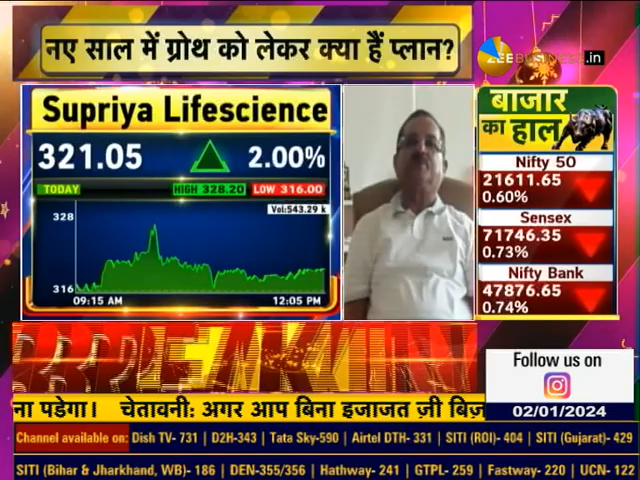 नए साल में ग्रोथ को लेकर क्या हैं प्लान?
ZEEBUSINESS.in
Supriya Lifescience
321.05 2.00%
TODAY HIGH 328.20 LOW 316.00
Vol:543.29 k
328
316
09:15 AM 12:05 PM
बाजार
का हाल
Nifty 50
21611.65
0.60%
Sensex
71746.35
0.73%
Nifty Bank
47876.65
0.74%
Follow us on
02/01/2024
ना पडेगा। चेतावनी: अगर आप बिना इजाजत ज़ी बिज़
Channel available on: Dish TV- 731 | D2H-343 | Tata Sky-590 | Airtel DTH- 331 | SITI (ROI)- 404 | SITI (Gujarat)- 429
SITI (Bihar & Jharkhand, WB)- 186 | DEN-355/356 | Hathway- 241 | GTPL- 259 | Fastway- 220 | UCN- 122